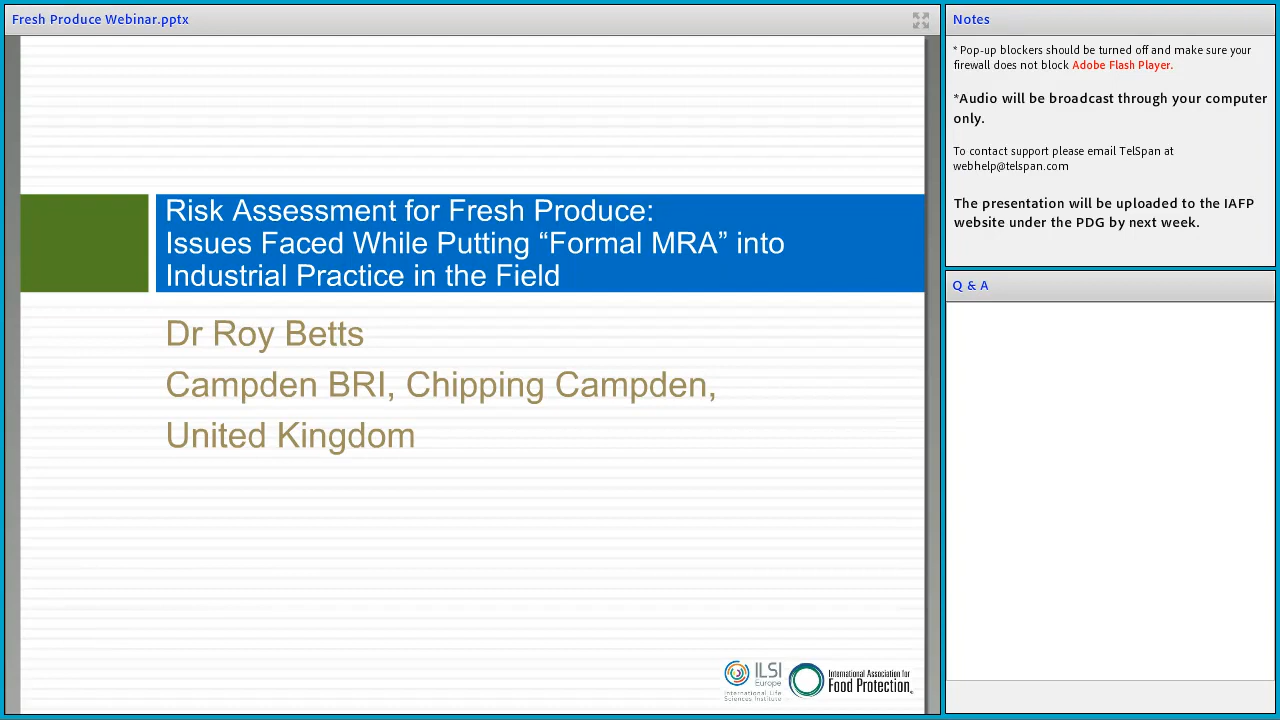 Fresh Produce Webinar.pptx
Risk Assessment for Fresh Produce:
Issues Faced While Putting “Formal MRA” into
Industrial Practice in the Field
Dr Roy Betts
Campden BRI, Chipping Campden,
United Kingdom
ILSI
Europe
International Life
Sciences Institute
International Association for
Food Protection®
Notes
* Pop-up blockers should be turned off and make sure your
firewall does not block Adobe Flash Player.
*Audio will be broadcast through your computer
only.
To contact support please email TelSpan at
webhelp@telspan.com
The presentation will be uploaded to the IAFP
website under the PDG by next week.
Q & A